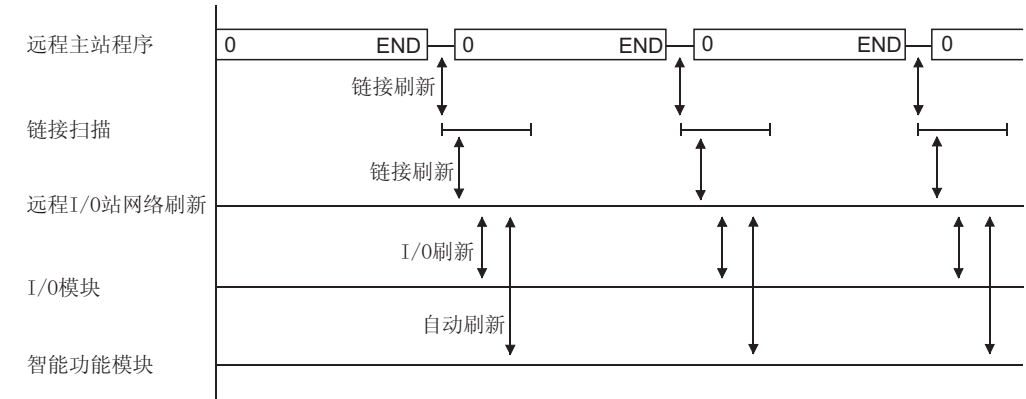 远程主站程序
0 END 0 END 0 END 0
链接刷新
链接扫描
链接刷新
远程I/O站网络刷新
I/O刷新
I/O模块
自动刷新
智能功能模块